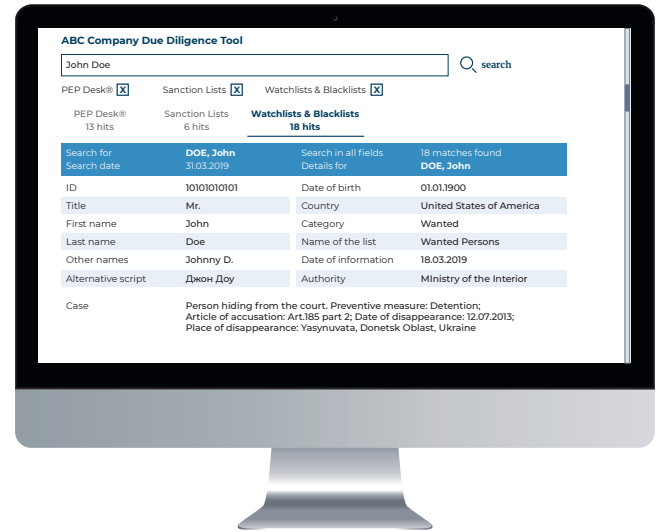 ABC Company Due Diligence Tool
John Doe
search
PEP Desk® X Sanction Lists X Watchlists & Blacklists X
PEP Desk® Sanction Lists Watchlists & Blacklists
13 hits 6 hits 18 hits
Search for DOE, John Search in all fields 18 matches found
Search date 31.03.2019 Details for DOE, John
ID 10101010101 Date of birth 01.01.1900
Title Mr. Country United States of America
First name John Category Wanted
Last name Doe Name of the list Wanted Persons
Other names Johnny D. Date of information 18.03.2019
Alternative script Джон Доу Authority MInistry of the Interior
Case Person hiding from the court. Preventive measure: Detention;
Article of accusation: Art.185 part 2; Date of disappearance: 12.07.2013;
Place of disappearance: Yasynuvata, Donetsk Oblast, Ukraine